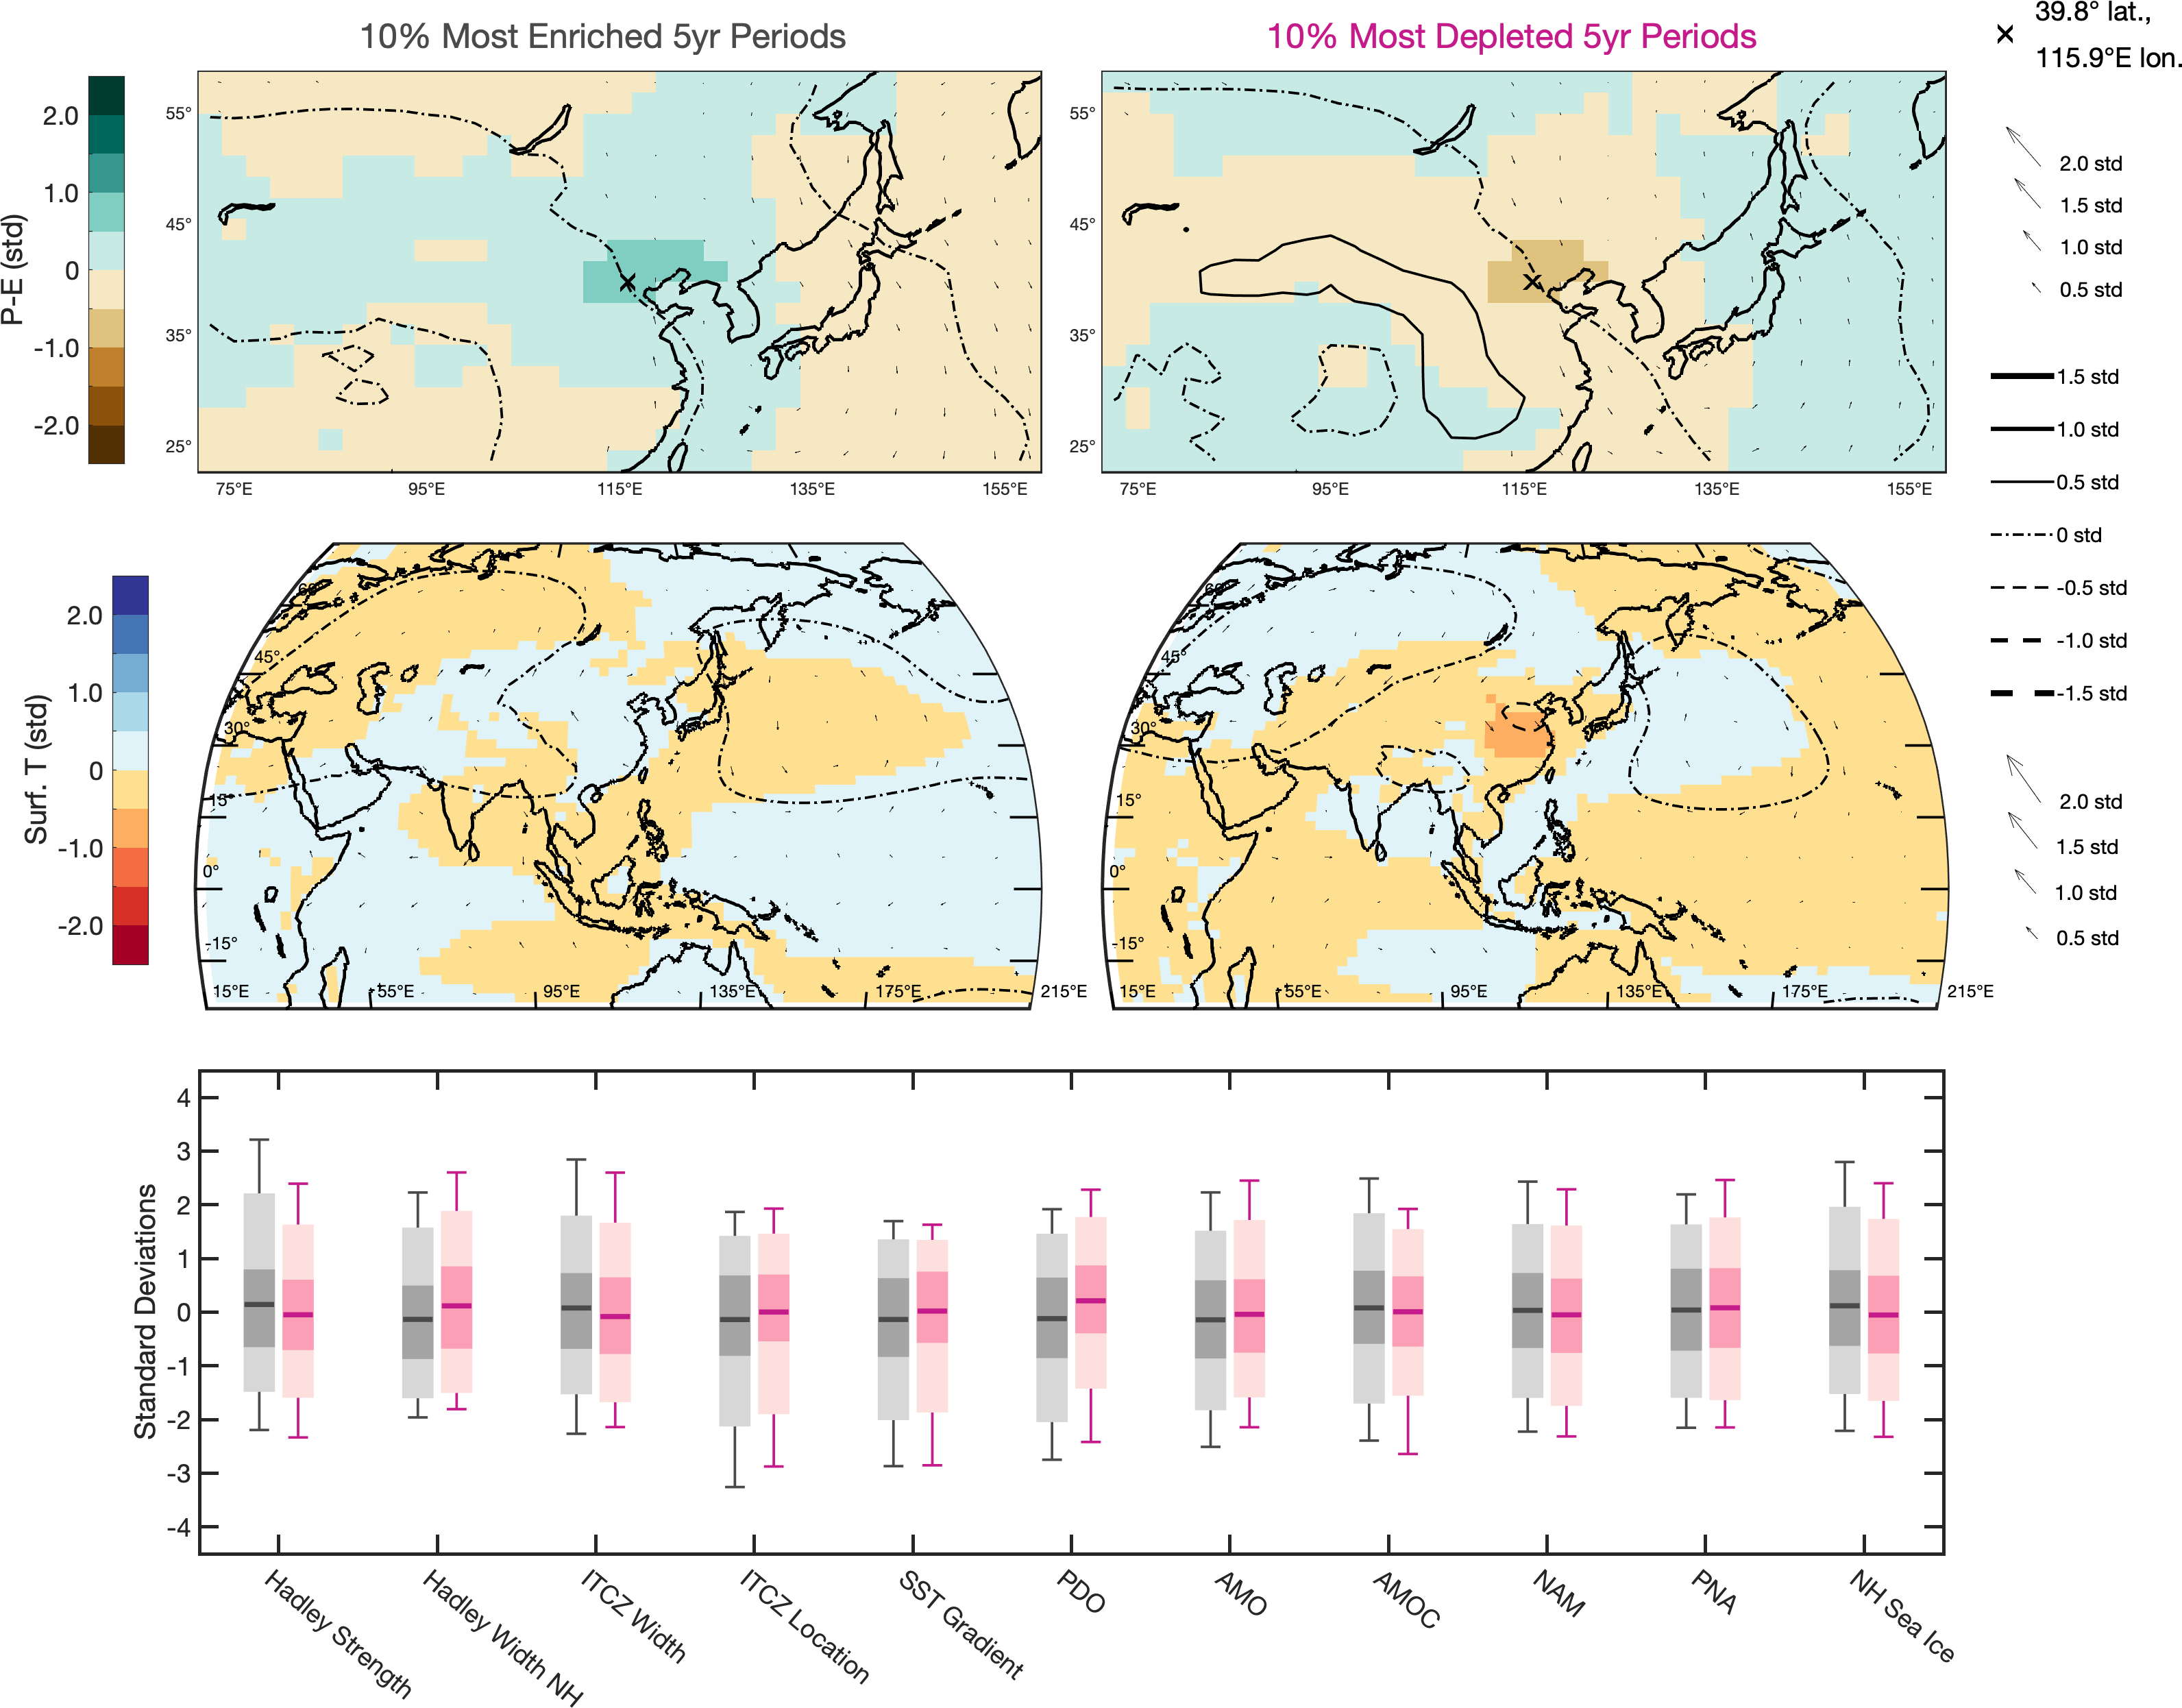 10% Most Enriched 5yr Periods
10% Most Depleted 5yr Periods
39.8° lat.,
115.9°E lon.
P-E (std)
2.0
1.0
0
-1.0
-2.0
55°
45°
35°
25°
75°E 95°E 115°E 135°E 155°E
55°
45°
35°
25°
75°E 95°E 115°E 135°E 155°E
2.0 std
1.5 std
1.0 std
0.5 std
1.5 std
1.0 std
0.5 std
0 std
-0.5 std
-1.0 std
-1.5 std
Surf. T (std)
2.0
1.0
0
-1.0
-2.0
60°
45°
30°
15°
0°
-15°
15°E 55°E 95°E 135°E 175°E 215°E
60°
45°
30°
15°
0°
-15°
15°E 55°E 95°E 135°E 175°E 215°E
2.0 std
1.5 std
1.0 std
0.5 std
Standard Deviations
4
3
2
1
0
-1
-2
-3
-4
Hadley Strength
Hadley Width NH
ITCZ Width
ITCZ Location
SST Gradient
PDO
AMO
AMOC
NAM
PNA
NH Sea Ice